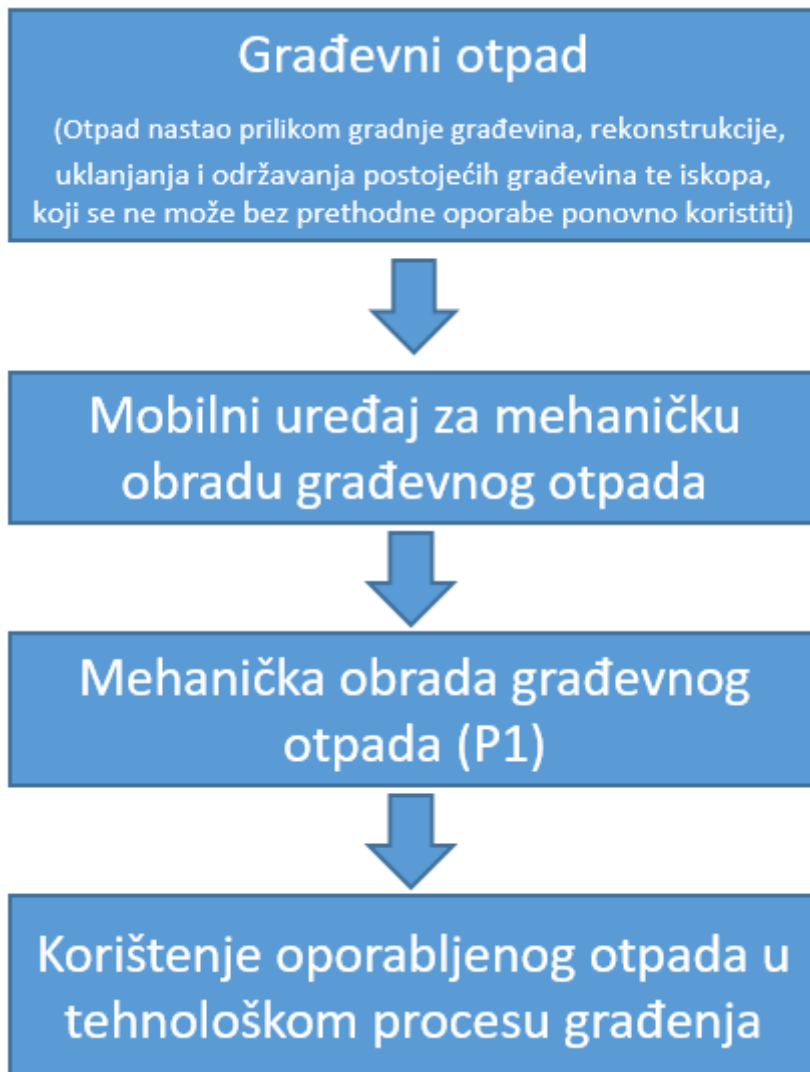 Građevni otpad
(Otpad nastao prilikom gradnje građevina, rekonstrukcije,
uklanjanja i održavanja postojećih građevina te iskopa,
koji se ne može bez prethodne oporabe ponovno koristiti)
Mobilni uređaj za mehaničku
obradu građevnog otpada
Mehanička obrada građevnog
otpada (P1)
Korištenje oporabljenog otpada u
tehnološkom procesu građenja